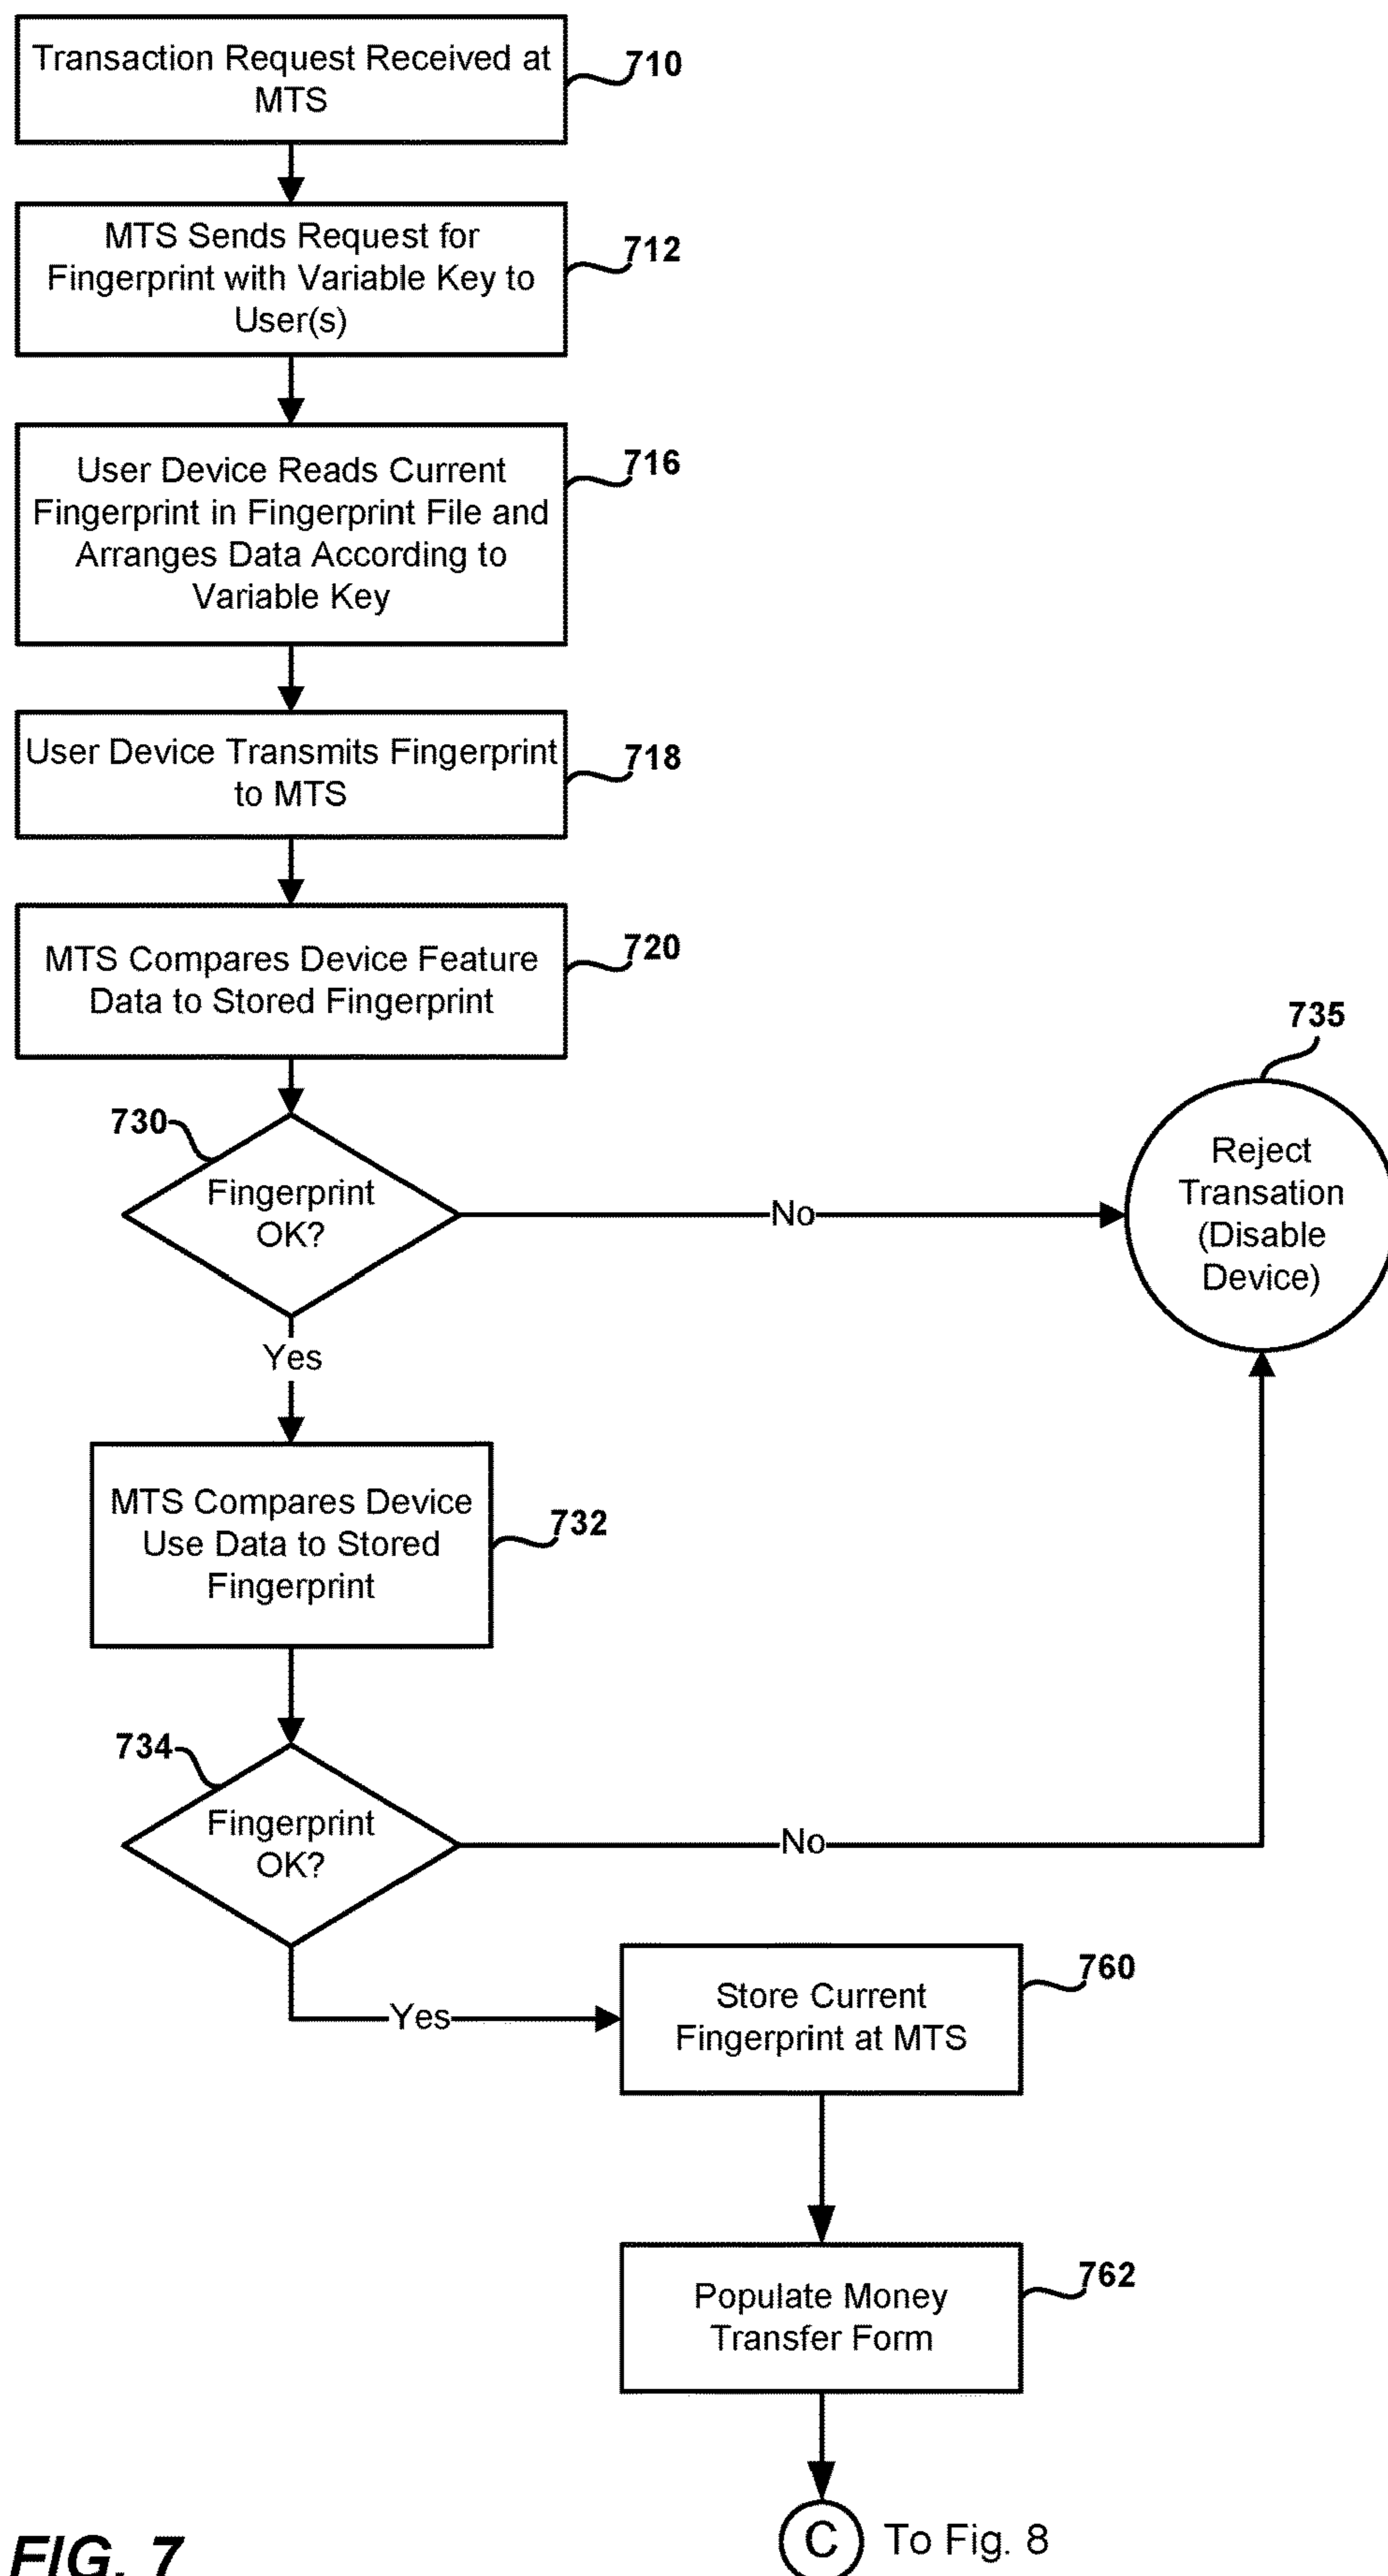 Transaction Request Received at
MTS
710
MTS Sends Request for
Fingerprint with Variable Key to
User(s)
712
User Device Reads Current
Fingerprint in Fingerprint File and
Arranges Data According to
Variable Key
716
User Device Transmits Fingerprint
to MTS
718
MTS Compares Device Feature
Data to Stored Fingerprint
720
730
Fingerprint
OK?
No
735
Reject
Transation
(Disable
Device)
Yes
MTS Compares Device
Use Data to Stored
Fingerprint
732
734
Fingerprint
OK?
No
Yes
Store Current
Fingerprint at MTS
760
Populate Money
Transfer Form
762
C To Fig. 8
FIG. 7